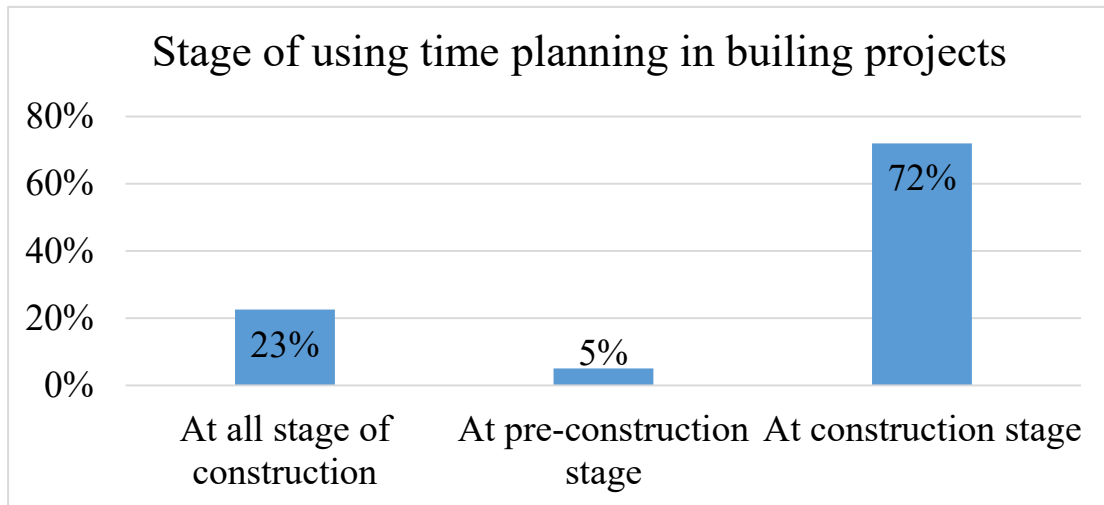 Stage of using time planning in builing projects
80%
60%
40%
20%
0%
23%
5%
72%
At all stage of
construction
At pre-construction
stage
At construction stage